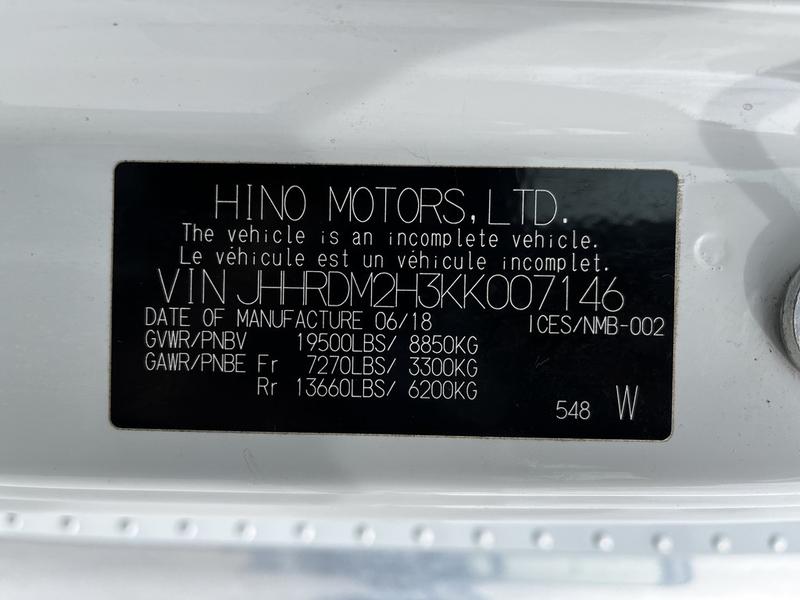 HINO MOTORS, LTD.
The vehicle is an incomplete vehicle.
Le véhicule est un véhicule incomplet.
VIN JHHRDM2H3KK007146
DATE OF MANUFACTURE 06/18 ICES/NMB-002
GVWR/PNBV 19500LBS/ 8850KG
GAWR/PNBE Fr 7270LBS/ 3300KG
Rr 13660LBS/ 6200KG
548 W